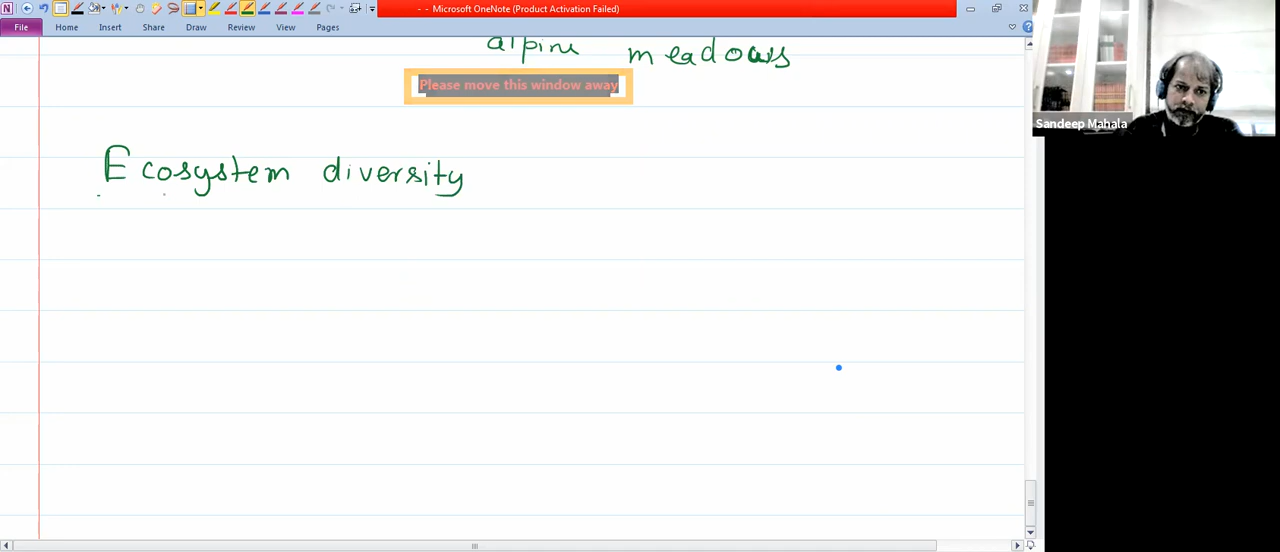 - - Microsoft OneNote (Product Activation Failed)
File Home Insert Share Draw Review View Pages
alpine meadows
Please move this window away
Sandeep Mahala
Ecosystem diversity